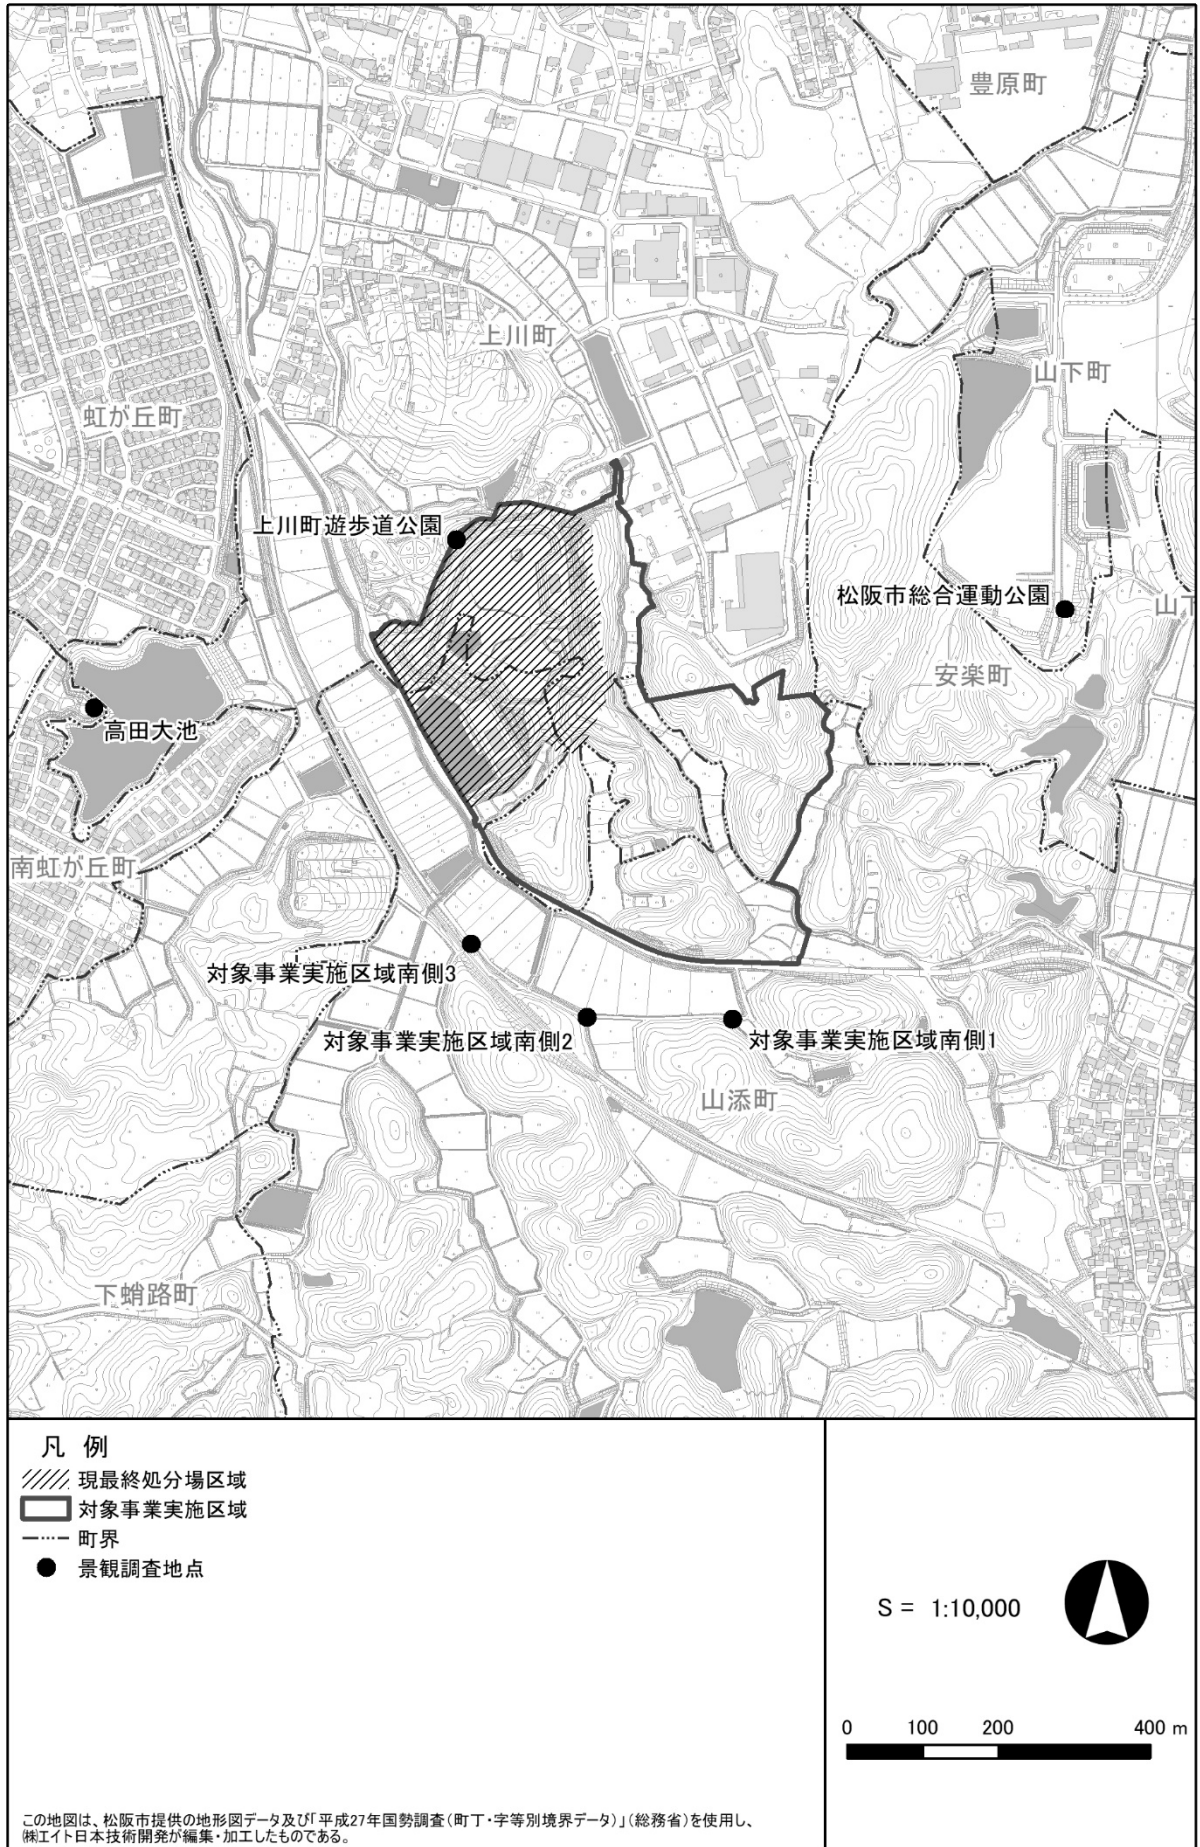 豊原町
上川町
山下町
虹が丘町
上川町遊歩道公園
松阪市総合運動公園
山下
安楽町
高田大池
南虹が丘町
対象事業実施区域南側3
対象事業実施区域南側2
対象事業実施区域南側1
山添町
下蛸路町
凡 例
現最終処分場区域
対象事業実施区域
町界
景観調査地点
S = 1:10,000
0 100 200 400 m
この地図は、松阪市提供の地形図データ及び「平成27年国勢調査(町丁・字等別境界データ)」(総務省)を使用し、
㈱エイト日本技術開発が編集・加工したものである。